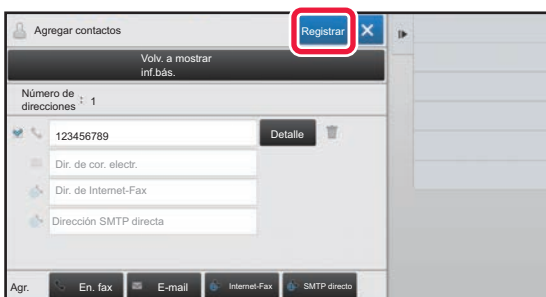 Agregar contactos
Registrar
Volv. a mostrar
inf.bás.
Número de
direcciones : 1
123456789
Detalle
Dir. de cor. electr.
Dir. de Internet-Fax
Dirección SMTP directa
Agr.
En. fax
E-mail
Internet-Fax
SMTP directo